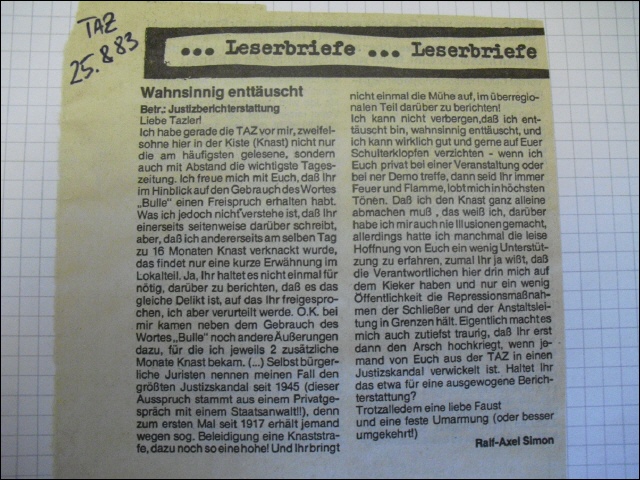 TAZ
25.8.83
... Leserbriefe ... Leserbriefe
Wahnsinnig enttäuscht
Betr.: Justizberichterstattung
Liebe Tazler!
Ich habe gerade die TAZ vor mir, zweifel-
sohne hier in der Kiste (Knast) nicht nur
die am häufigsten gelesene, sondern
auch mit Abstand die wichtigste Tages-
zeitung. Ich freue mich mit Euch, daß Ihr
im Hinblick auf den Gebrauch des Wortes
„Bulle" einen Freispruch erhalten habt.
Was ich jedoch nicht verstehe ist, daß Ihr
einerseits seitenweise darüber schreibt,
aber, daß ich andererseits am selben Tag
zu 16 Monaten Knast verknackt wurde,
das findet nur eine kurze Erwähnung im
Lokalteil. Ja, Ihr haltet es nicht einmal für
nötig, darüber zu berichten, daß es das
gleiche Delikt ist, auf das Ihr freigespro-
chen, ich aber verurteilt werde. O.K. bei
mir kamen neben dem Gebrauch des
Wortes „Bulle" noch andere Äußerungen
dazu, für die ich jeweils 2 zusätzliche
Monate Knast bekam. (...) Selbst bürger-
liche Juristen nennen meinen Fall den
größten Justizskandal seit 1945 (dieser
Ausspruch stammt aus einem Privatge-
spräch mit einem Staatsanwalt!!), denn
zum ersten Mal seit 1917 erhält jemand
wegen sog. Beleidigung eine Knaststra-
fe, dazu noch so eine hohe! Und Ihr bringt
nicht einmal die Mühe auf, im überregio-
nalen Teil darüber zu berichten!
Ich kann nicht verbergen, daß ich ent-
täuscht bin, wahnsinnig enttäuscht, und
ich kann wirklich gut und gerne auf Euer
Schulterklopfen verzichten - wenn ich
Euch privat bei einer Veranstaltung oder
bei ner Demo treffe, dann seid Ihr immer
Feuer und Flamme, lobt mich in höchsten
Tönen. Daß ich den Knast ganz alleine
abmachen muß , das weiß ich, darüber
habe ich mir auch nie Illusionen gemacht,
allerdings hatte ich manchmal die leise
Hoffnung von Euch ein wenig Unterstüt-
zung zu erfahren, zumal Ihr ja wißt, daß
die Verantwortlichen hier drin mich auf
dem Kieker haben und nur ein wenig
Öffentlichkeit die Repressionsmaßnah-
men der Schließer und der Anstaltslei-
tung in Grenzen hält. Eigentlich macht es
mich auch zutiefst traurig, daß Ihr erst
dann den Arsch hochkriegt, wenn je-
mand von Euch aus der TAZ in einen
Justizskandal verwickelt ist. Haltet Ihr
das etwa für eine ausgewogene Bericht-
erstattung?
Trotzalledem eine liebe Faust
und eine feste Umarmung (oder besser
umgekehrt!)
Ralf-Axel Simon